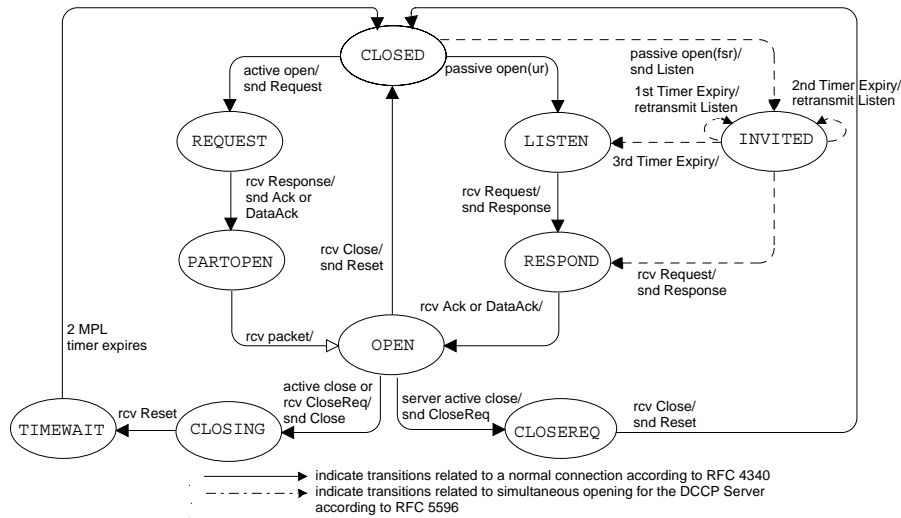 CLOSED
active open/
snd Request
passive open(ur)
passive open(fsr)/
snd Listen
1st Timer Expiry/
retransmit Listen
2nd Timer Expiry/
retransmit Listen
REQUEST
LISTEN
INVITED
3rd Timer Expiry/
rcv Response/
snd Ack or
DataAck
rcv Request/
snd Response
PARTOPEN
rcv Close/
snd Reset
RESPOND
rcv Request/
snd Response
rcv Ack or DataAck/
2 MPL
timer expires
rcv packet/
OPEN
active close or
rcv CloseReq/
snd Close
server active close/
snd CloseReq
TIMEWAIT
rcv Reset
CLOSING
CLOSEREQ
rcv Close/
snd Reset
indicate transitions related to a normal connection according to RFC 4340
indicate transitions related to simultaneous opening for the DCCP Server
according to RFC 5596